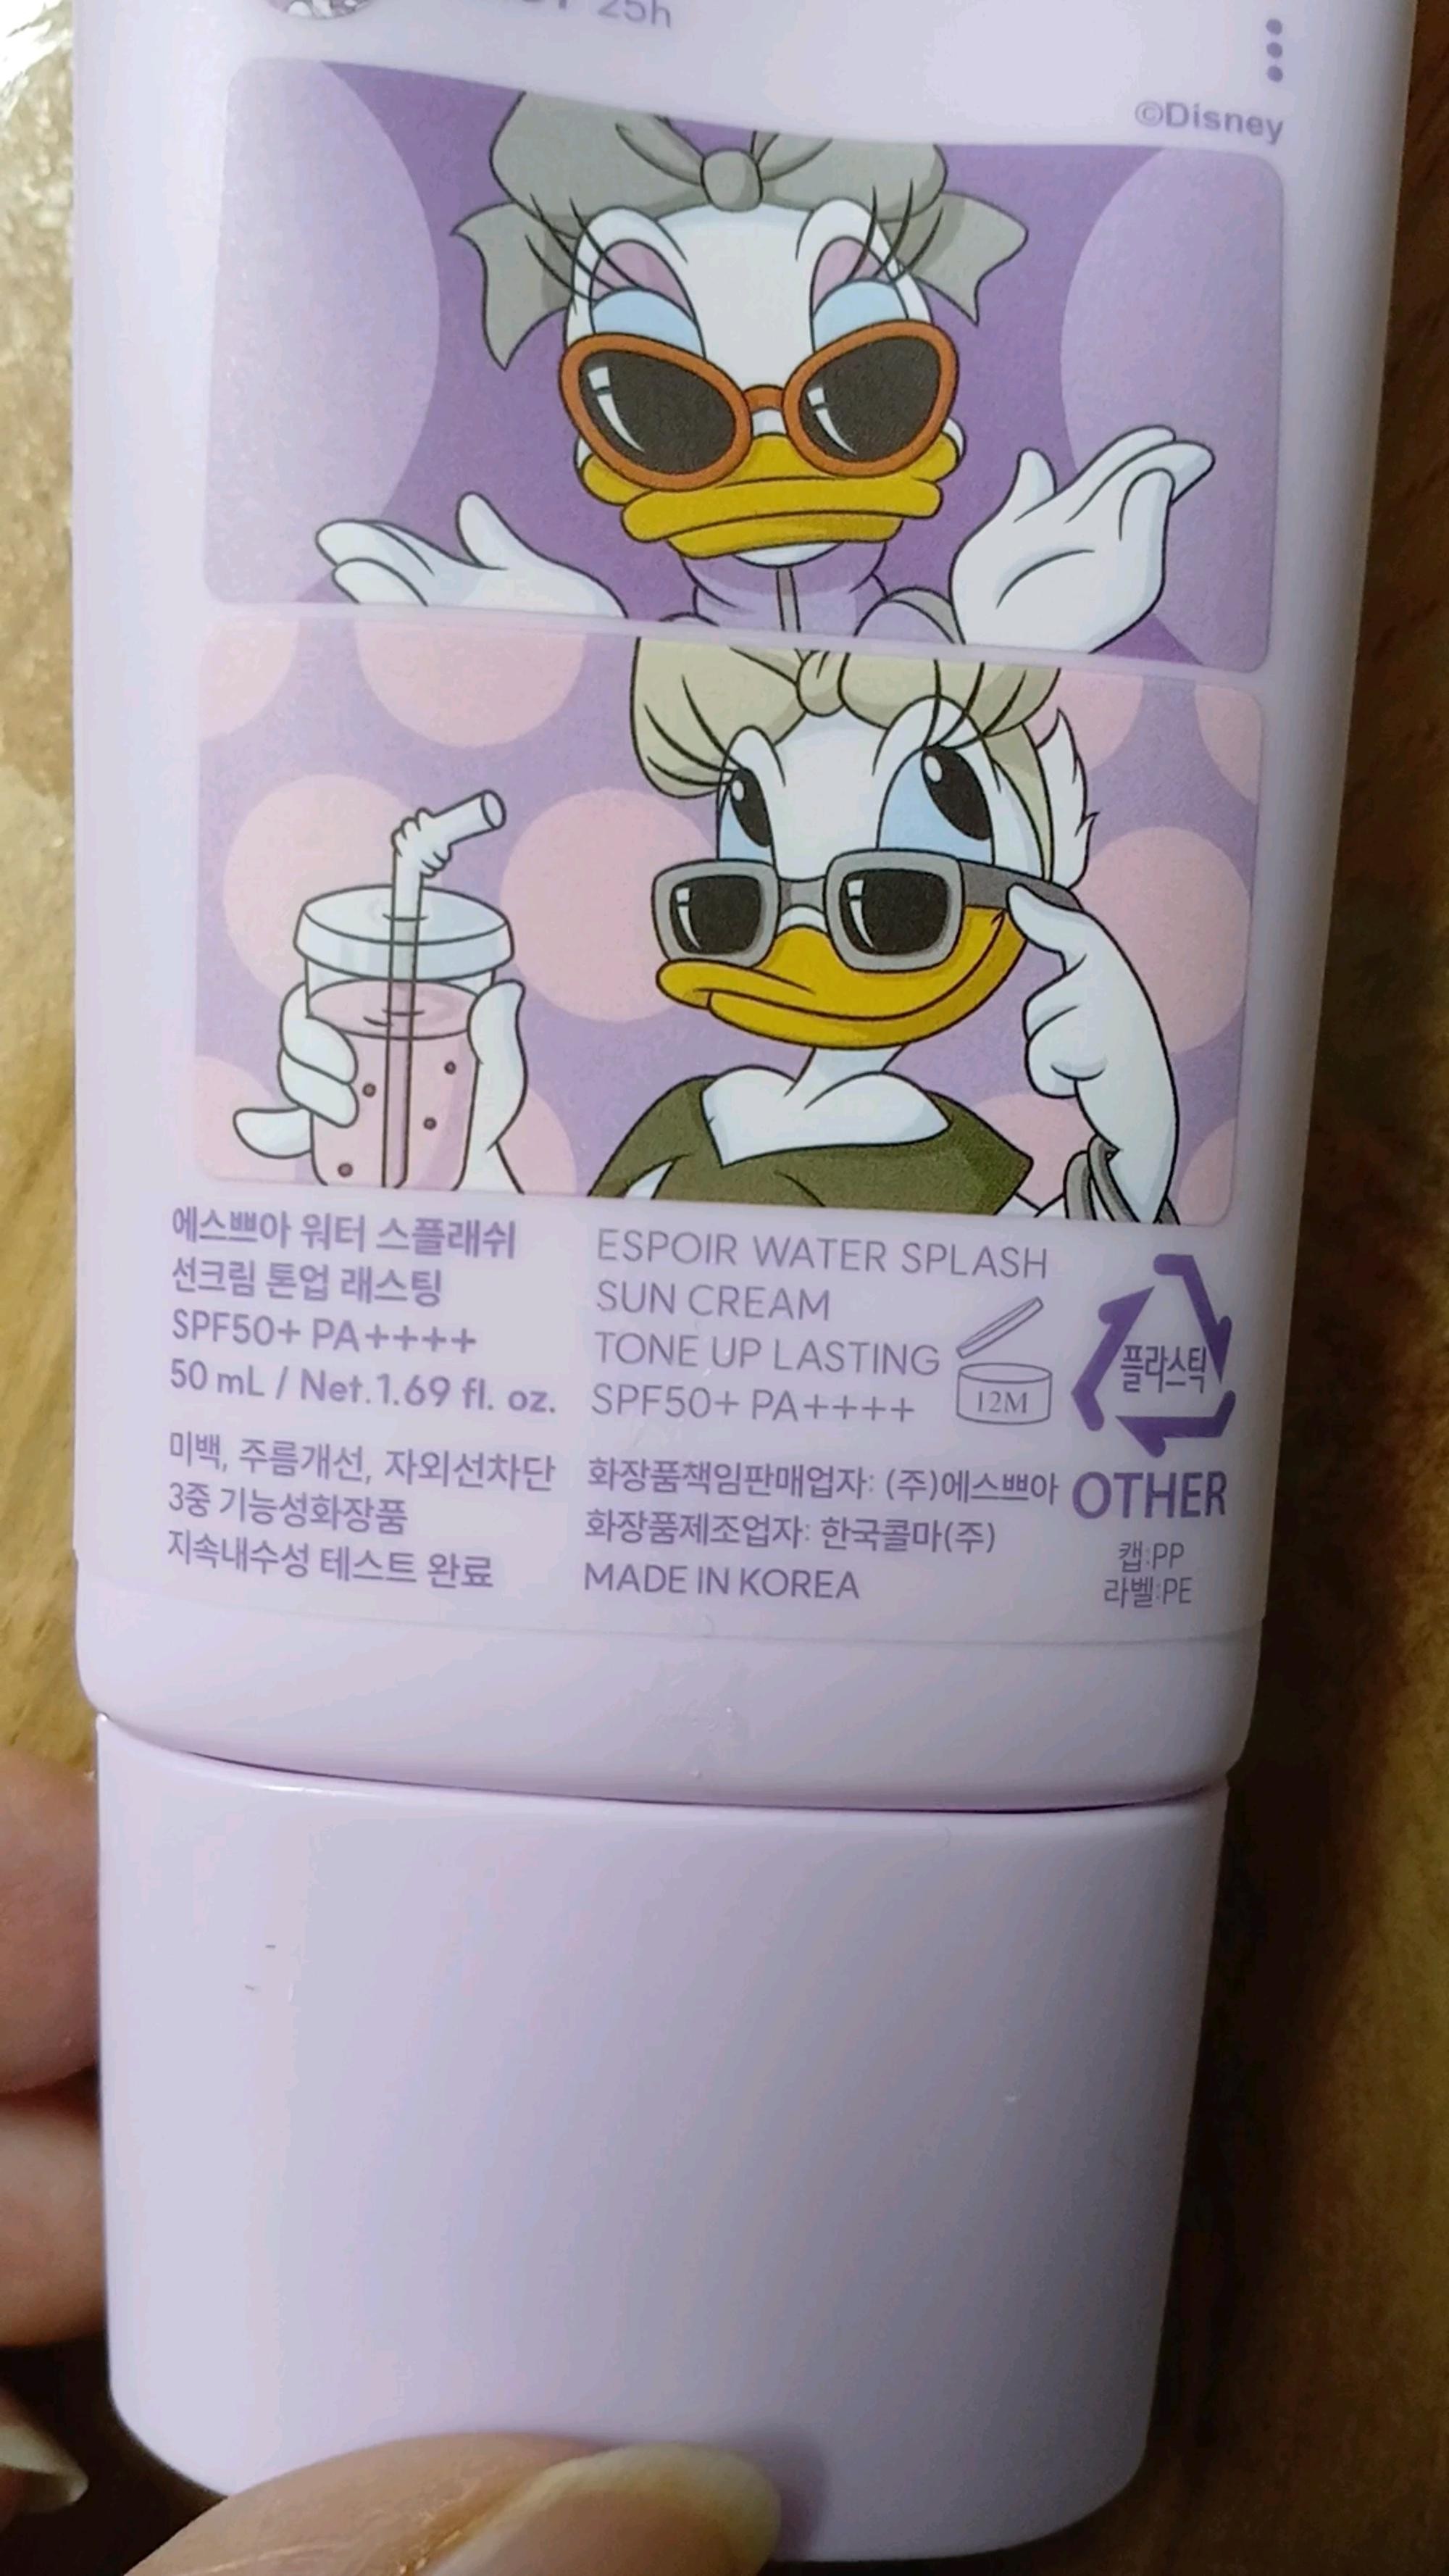 25h
©Disney
에스쁘아 워터 스플래쉬
선크림 톤업 래스팅
SPF50+ PA++++
50 mL / Net.1.69 fl. oz.
미백, 주름개선, 자외선차단
3중 기능성화장품
지속내수성 테스트 완료
ESPOIR WATER SPLASH
SUN CREAM
TONE UP LASTING
SPF50+ PA++++
12M
화장품책임판매업자: (주)에스쁘아
화장품제조업자: 한국콜마(주)
MADE IN KOREA
플라스틱
OTHER
캡:PP
라벨:PE